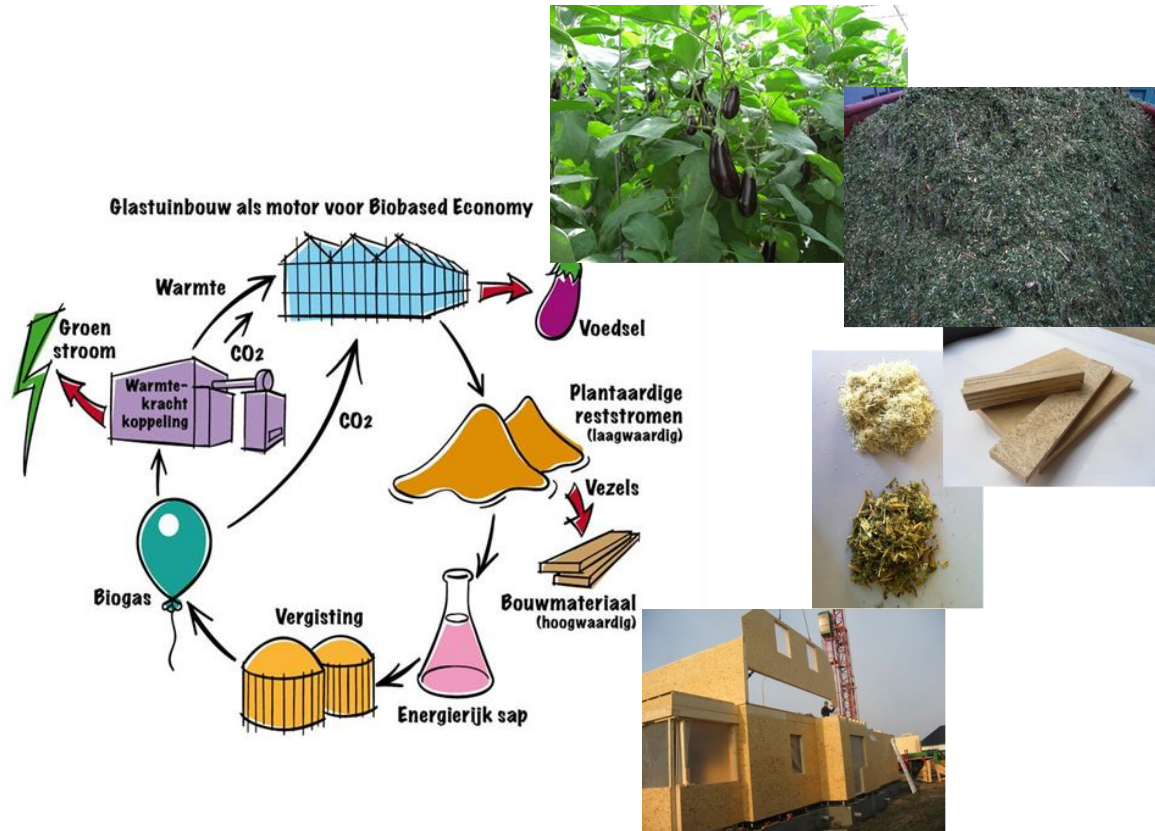 Glastuinbouw als motor voor Biobased Economy
Warmte
CO2
Groen
stroom
Warmte-
kracht
koppeling
CO2
Voedsel
Plantaardige
reststromen
(laagwaardig)
Vezels
Bouwmateriaal
(hoogwaardig)
Energierijk sap
Vergisting
Biogas